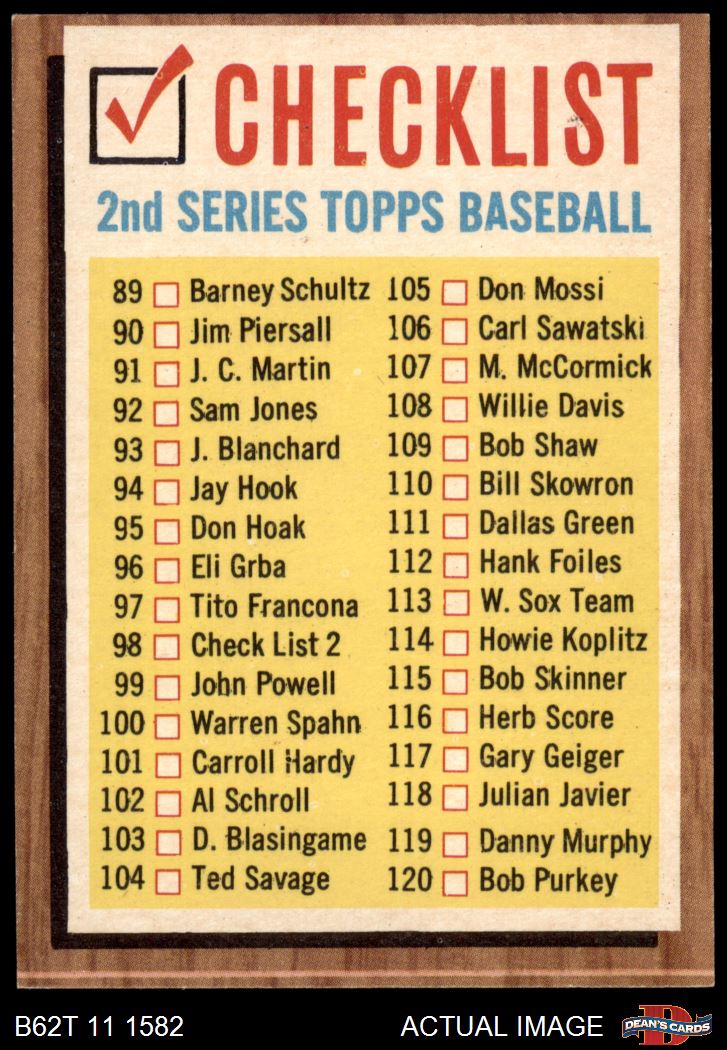 CHECKLIST
2nd SERIES TOPPS BASEBALL
89 Barney Schultz
90 Jim Piersall
91 J. C. Martin
92 Sam Jones
93 J. Blanchard
94 Jay Hook
95 Don Hoak
96 Eli Grba
97 Tito Francona
98 Check List 2
99 John Powell
100 Warren Spahn
101 Carroll Hardy
102 Al Schroll
103 D. Blasingame
104 Ted Savage
105 Don Mossi
106 Carl Sawatski
107 M. McCormick
108 Willie Davis
109 Bob Shaw
110 Bill Skowron
111 Dallas Green
112 Hank Foiles
113 W. Sox Team
114 Howie Koplitz
115 Bob Skinner
116 Herb Score
117 Gary Geiger
118 Julian Javier
119 Danny Murphy
120 Bob Purkey
B62T 11 1582
ACTUAL IMAGE
D
DEAN'S CARDS